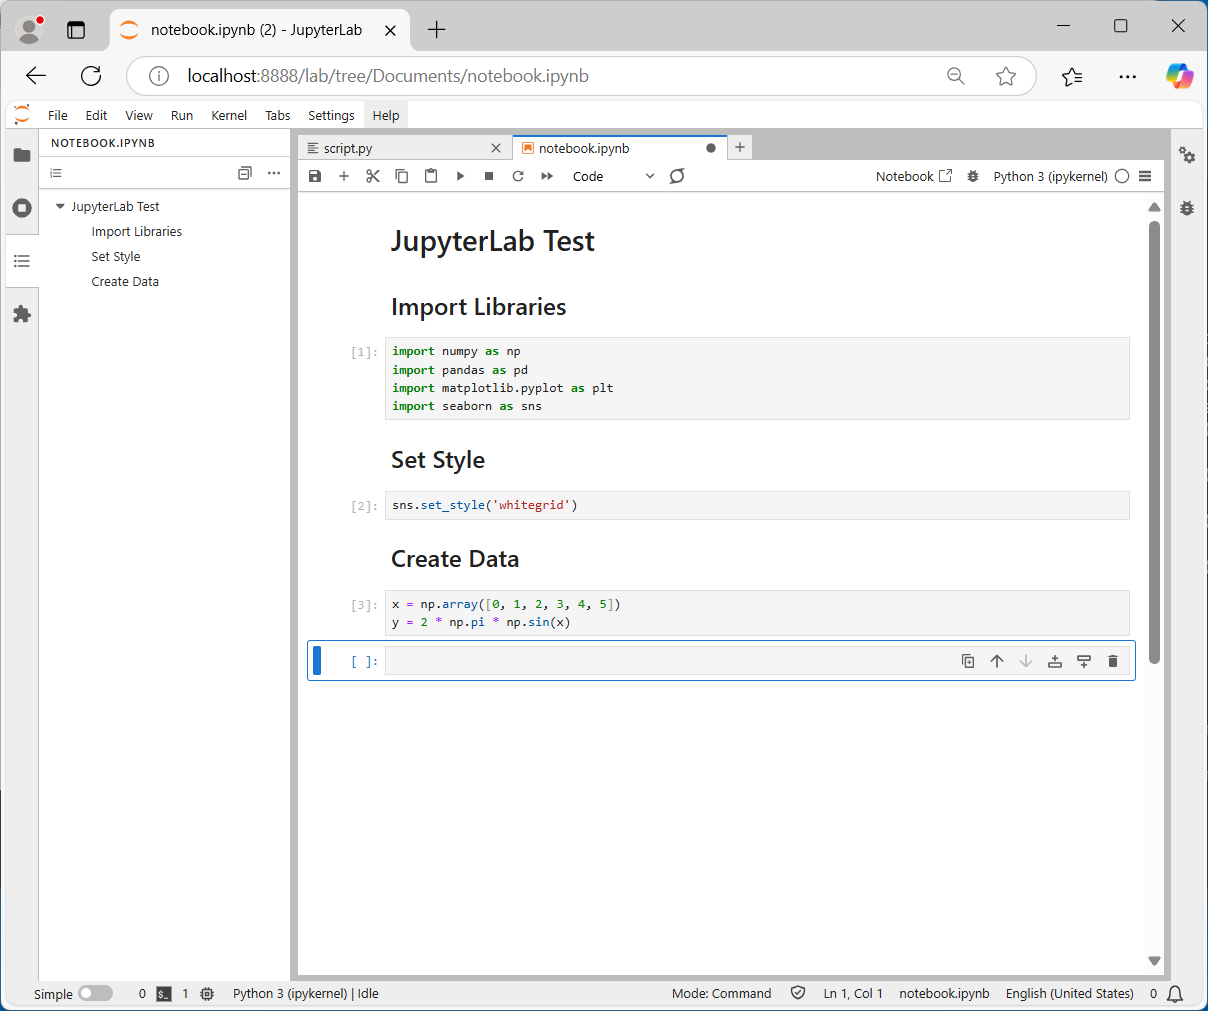 notebook.ipynb (2) - JupyterLab
localhost:8888/lab/tree/Documents/notebook.ipynb
File Edit View Run Kernel Tabs Settings Help
NOTEBOOK.IPYNB
JupyterLab Test
Import Libraries
Set Style
Create Data
script.py
notebook.ipynb
Code
Notebook
Python 3 (ipykernel)
JupyterLab Test
Import Libraries
[1]:
import numpy as np
import pandas as pd
import matplotlib.pyplot as plt
import seaborn as sns
Set Style
[2]:
sns.set_style('whitegrid')
Create Data
[3]:
x = np.array([0, 1, 2, 3, 4, 5])
y = 2 * np.pi * np.sin(x)
[ ]:
Simple 0 $_ 1 Python 3 (ipykernel) | Idle Mode: Command Ln 1, Col 1 notebook.ipynb English (United States) 0